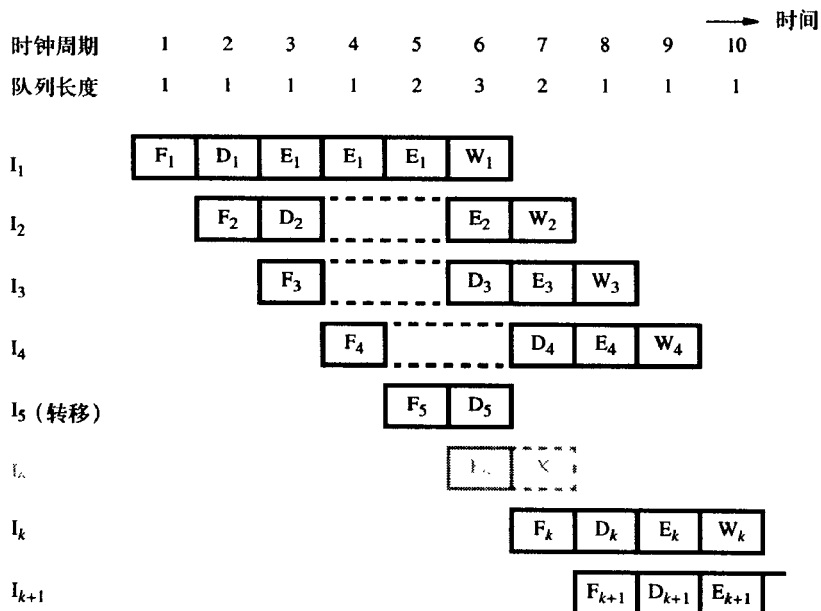 时间
时钟周期 1 2 3 4 5 6 7 8 9 10
队列长度 1 1 1 1 2 3 2 1 1 1
I₁ F₁ D₁ E₁ E₁ E₁ W₁
I₂ F₂ D₂ E₂ W₂
I₃ F₃ D₃ E₃ W₃
I₄ F₄ D₄ E₄ W₄
I₅（转移） F₅ D₅
X
Iₖ Fₖ Dₖ Eₖ Wₖ
Iₖ₊₁ Fₖ₊₁ Dₖ₊₁ Eₖ₊₁